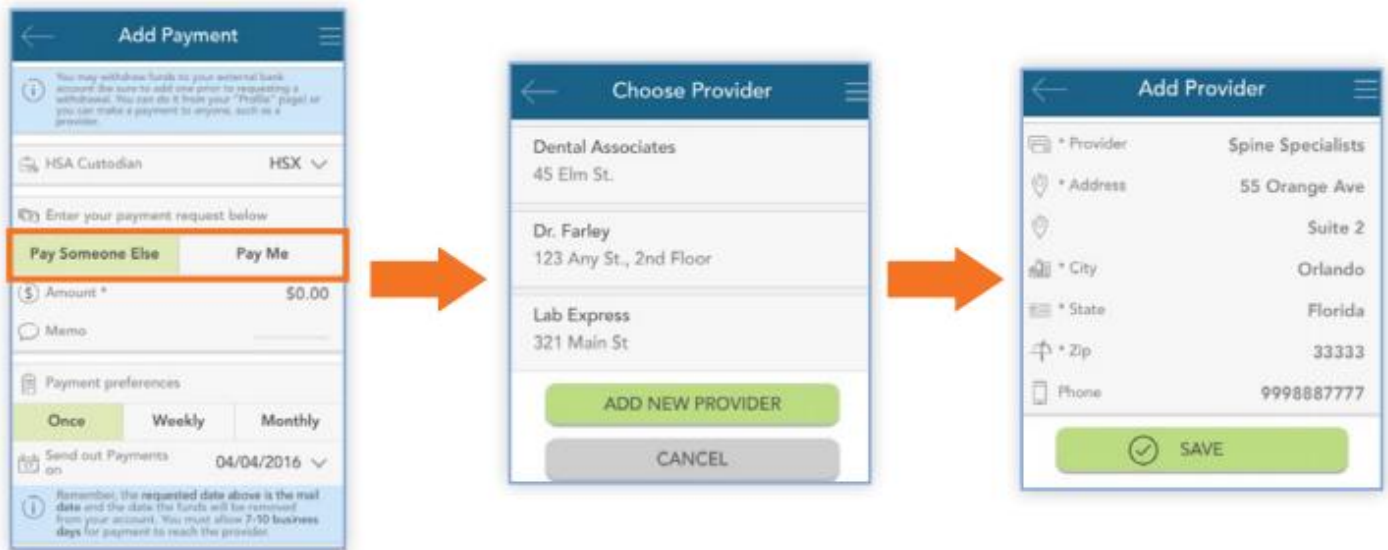 Add Payment
You may withdraw funds to your external bank
account (be sure to add one prior to requesting a
withdrawal. You can do it from your "Profile" page) or
you can make a payment to anyone, such as a
provider.
HSA Custodian HSX
Enter your payment request below
Pay Someone Else Pay Me
Amount * $0.00
Memo
Payment preferences
Once Weekly Monthly
Send out Payments
on 04/04/2016
Remember, the requested date above is the mail
date and the date the funds will be removed
from your account. You must allow 7-10 business
days for payment to reach the provider.
Choose Provider
Dental Associates
45 Elm St.
Dr. Farley
123 Any St., 2nd Floor
Lab Express
321 Main St
ADD NEW PROVIDER
CANCEL
Add Provider
* Provider Spine Specialists
* Address 55 Orange Ave
Suite 2
* City Orlando
* State Florida
* Zip 33333
Phone 9998887777
SAVE